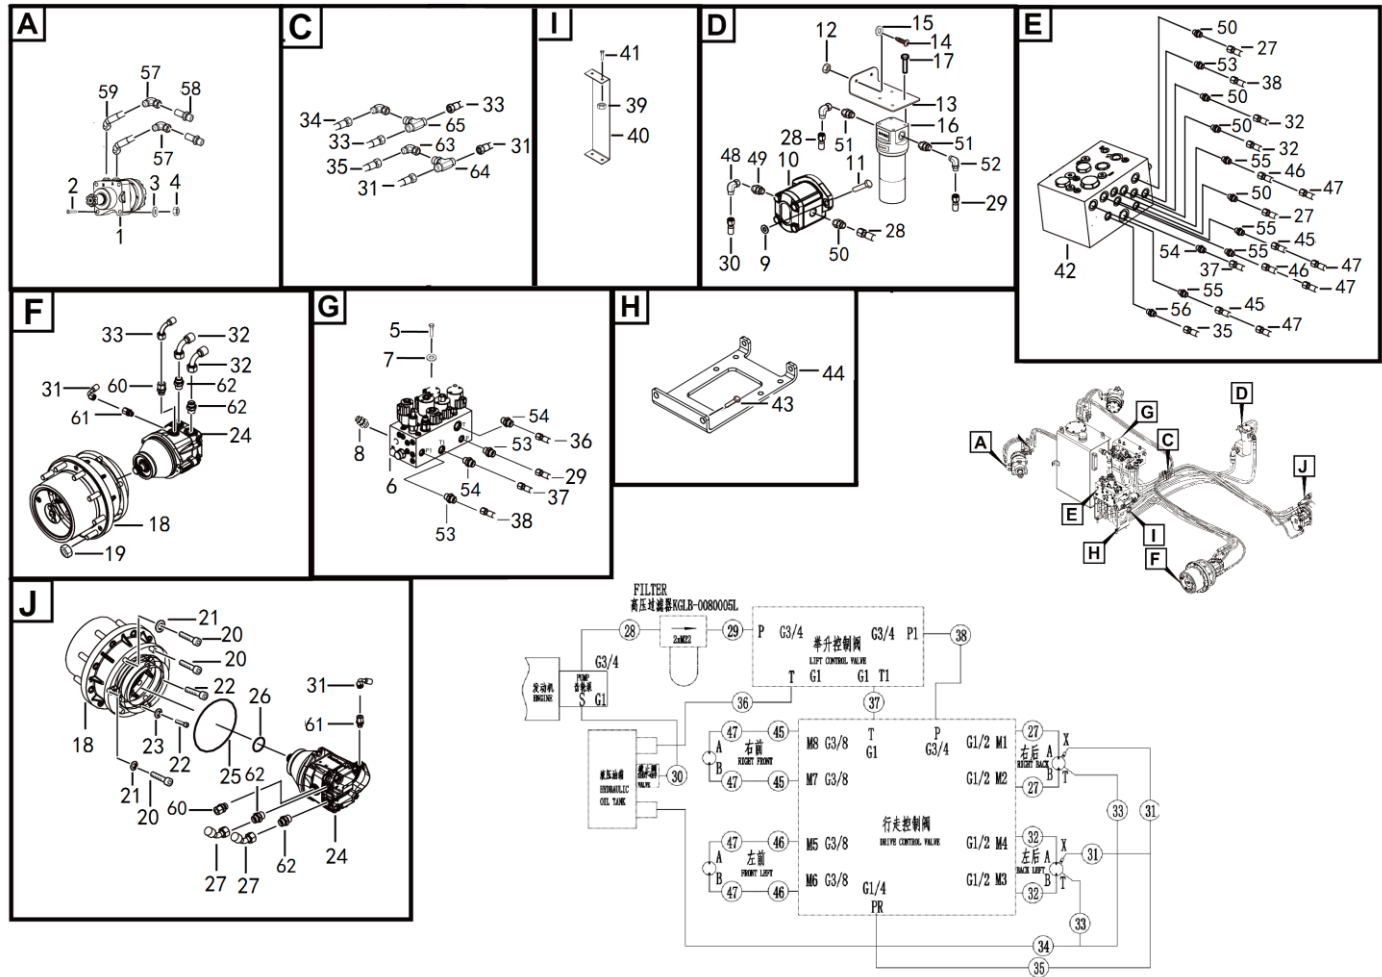 A
59
57
58
57
2
3
4
1
C
34
33
33
65
35
63
31
31
64
I
41
39
40
D
12
15
14
17
13
16
28
51
51
52
48
49
10
11
29
30
9
50
28
E
50
27
53
38
50
32
50
32
55
46
47
50
27
55
45
54
55
47
37
46
47
42
55
45
56
35
47
F
33
32
32
31
60
62
62
61
24
18
19
G
5
7
54
8
53
36
6
54
29
37
53
38
H
44
43
D
G
A
C
J
E
I
H
F
J
21
20
20
22
26
31
18
23
22
25
61
62
21
60
20
62
24
27
27
FILTER
高压过滤器KGLB-0080005L
28
2xM22
29
P G3/4
G3/4 P1
38
举升控制阀
LIFT CONTROL VALVE
T G1
G1 T1
发动机
ENGINE
G3/4
PUMP
齿轮泵
S G1
36
37
液压油箱
HYDRAULIC
OIL TANK
截止阀
VALVE
30
47
45
A
右前
B
RIGHT FRONT
47
45
M8 G3/8
M7 G3/8
T
G1
P
G3/4
G1/2 M1
G1/2 M2
27
右后
RIGHT BACK
27
A
B
X
T
33
31
行走控制阀
DRIVE CONTROL VALVE
47
46
A
左前
B
FRONT LEFT
47
46
M5 G3/8
M6 G3/8
G1/4
PR
G1/2 M4
G1/2 M3
32
左后
BACK LEFT
32
A
B
X
T
31
33
34
35